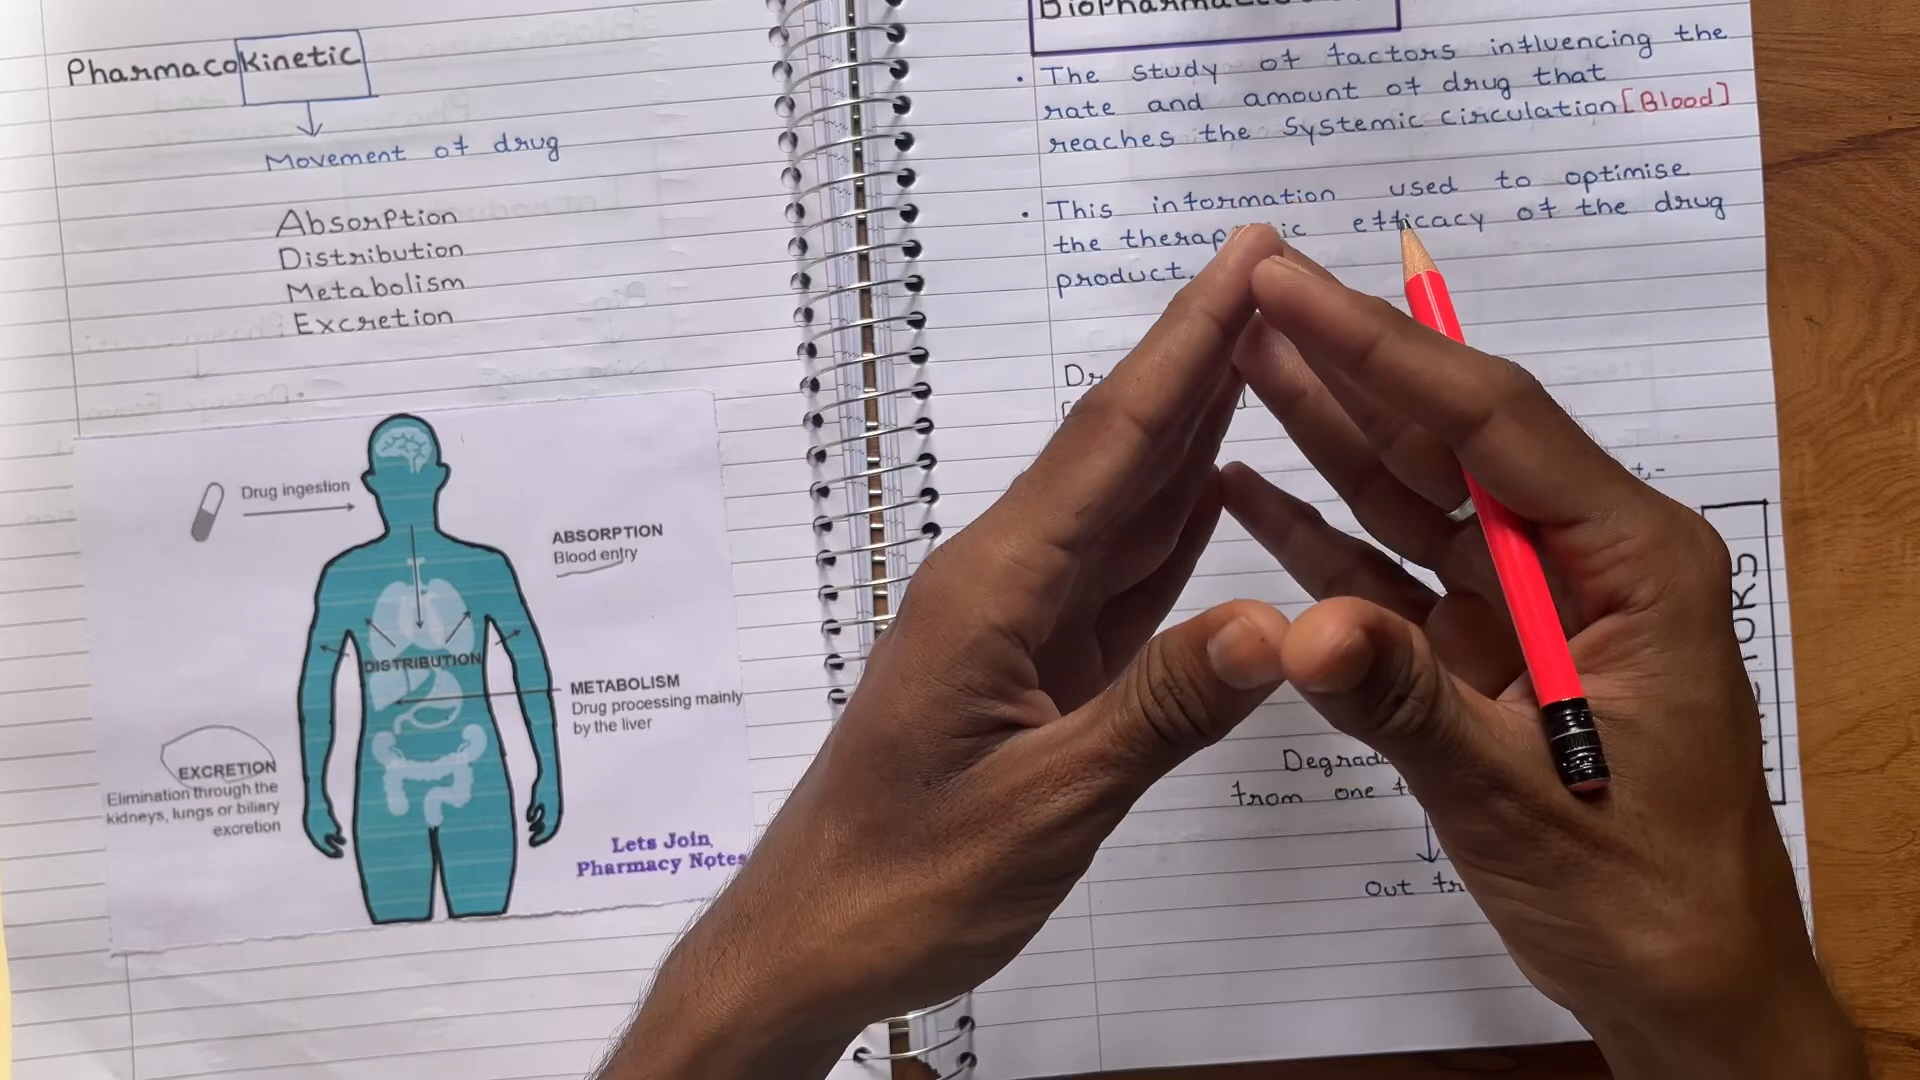 Pharmacokinetic
Movement of drug
Absorption
Distribution
Metabolism
Excretion
Drug ingestion
ABSORPTION
Blood entry
DISTRIBUTION
METABOLISM
Drug processing mainly
by the liver
EXCRETION
Elimination through the
kidneys, lungs or biliary
excretion
Lets Join,
Pharmacy Notes
The study of factors influencing the
rate and amount of drug that
reaches the systemic circulation [Blood]
This information used to optimise
the efficacy of the drug
product.
from one
Out